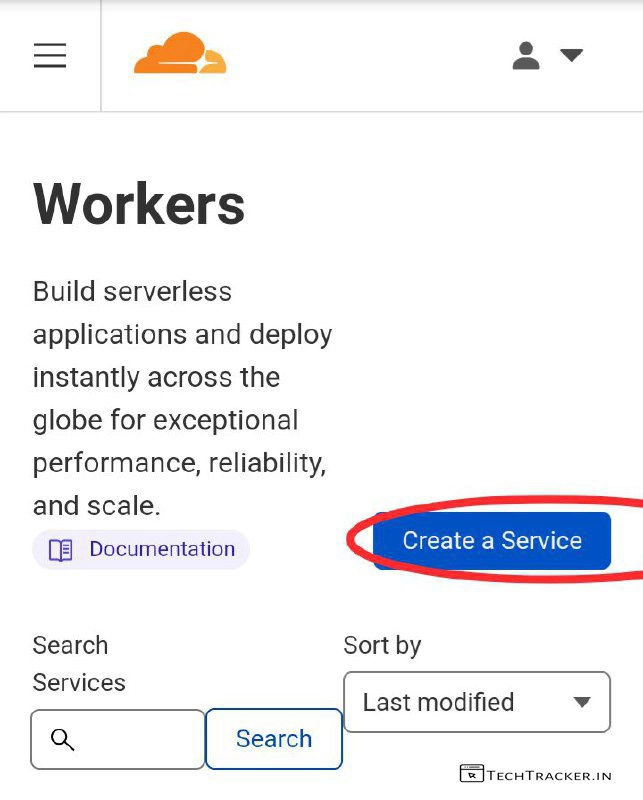 Workers
Build serverless
applications and deploy
instantly across the
globe for exceptional
performance, reliability,
and scale.
Documentation
Create a Service
Search
Services
Sort by
Last modified
Search
TECHTRACKER.IN